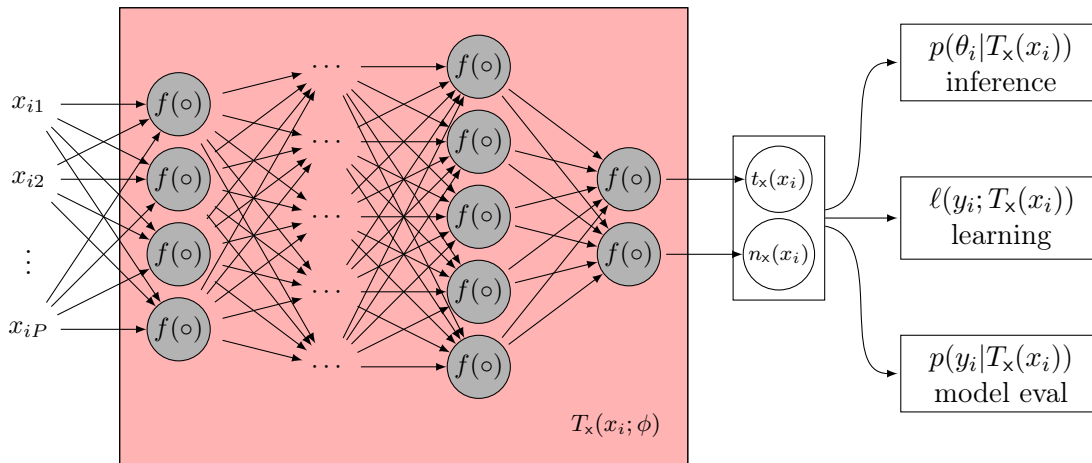 x_{i1}
x_{i2}
⋮
x_{iP}
f(∘)
f(∘)
f(∘)
f(∘)
···
···
···
···
···
f(∘)
f(∘)
f(∘)
f(∘)
f(∘)
f(∘)
f(∘)
T_x(x_i; ϕ)
t_x(x_i)
n_x(x_i)
p(θ_i|T_x(x_i))
inference
ℓ(y_i; T_x(x_i))
learning
p(y_i|T_x(x_i))
model eval